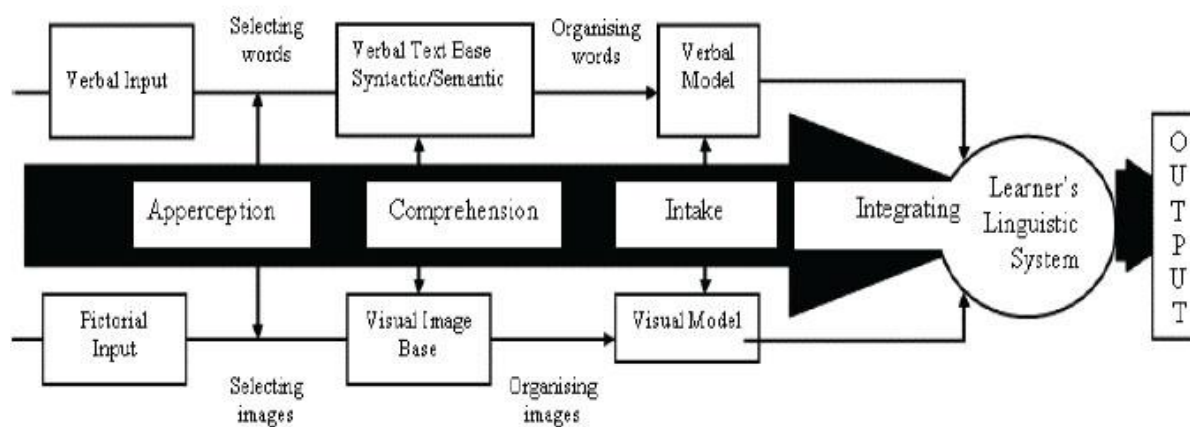 Selecting
words
Organising
words
Verbal Input
Verbal Text Base
Syntactic/Semantic
Verbal
Model
Apperception
Comprehension
Intake
Integrating
Learner's
Linguistic
System
OUTPUT
Pictorial
Input
Visual Image
Base
Visual Model
Selecting
images
Organising
images